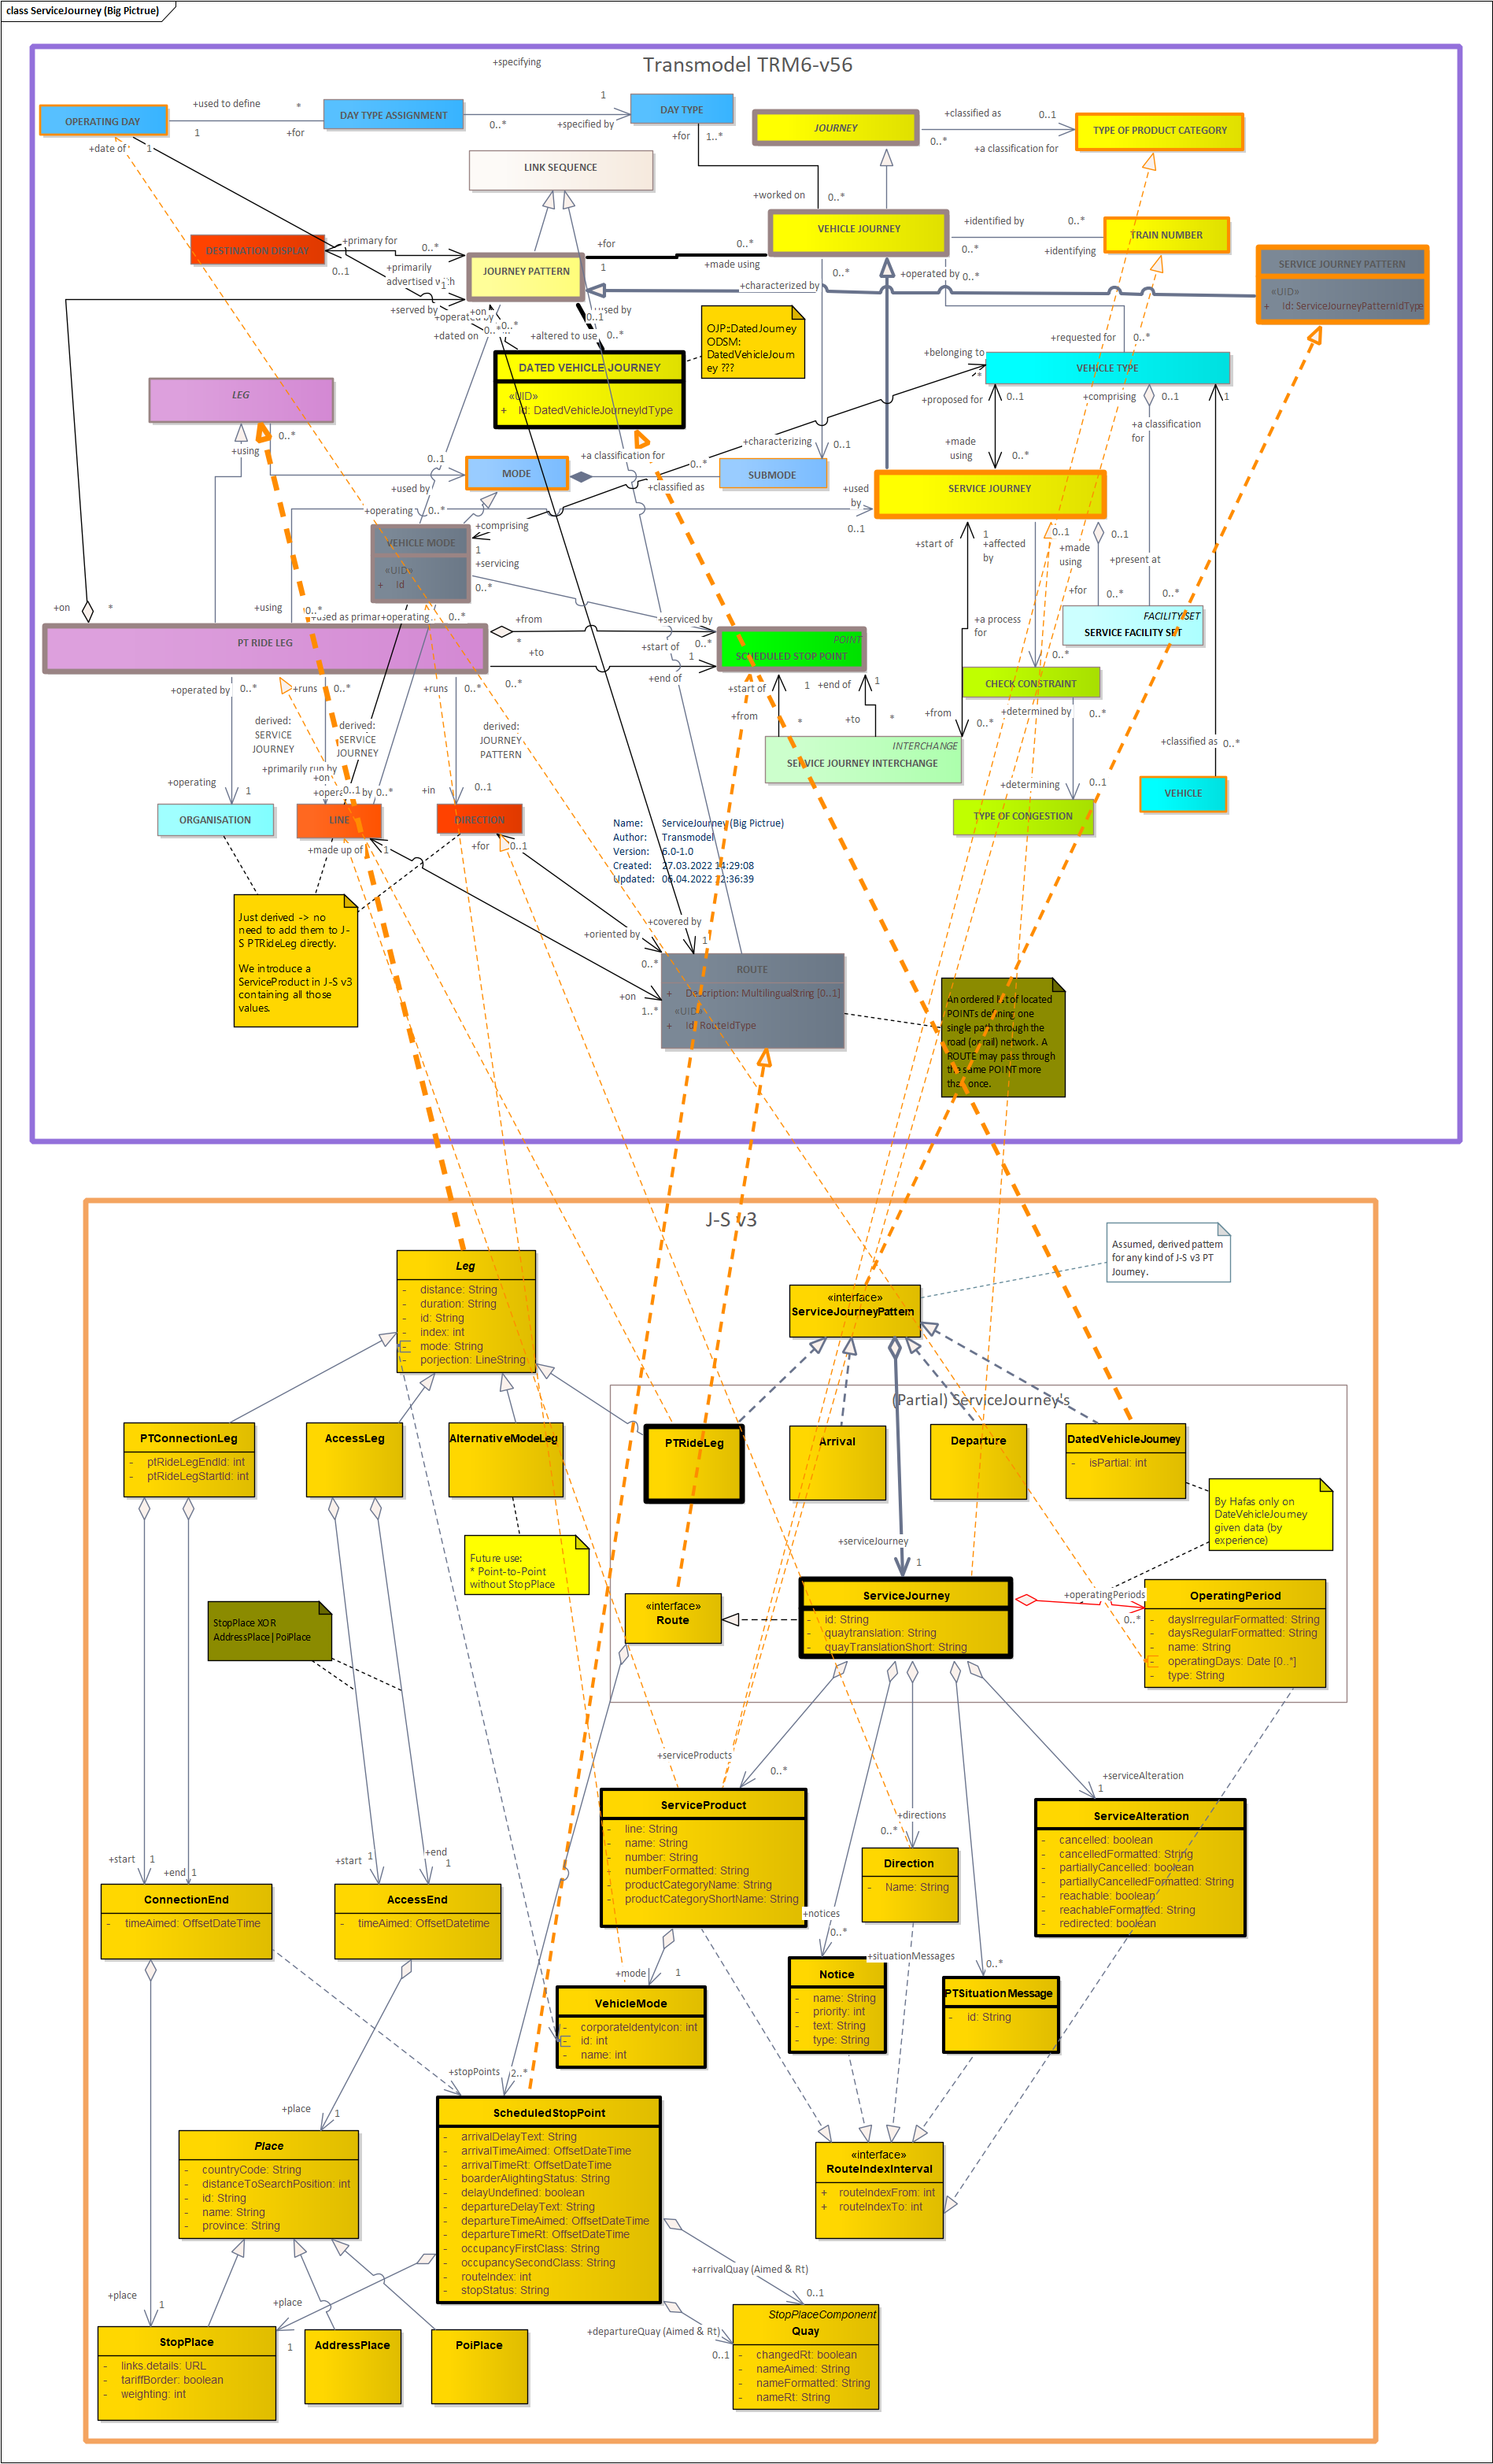 class ServiceJourney (Big Pictrue)
Transmodel TRM6-v56
+specifying
OPERATING DAY
+used to define
*
1
+for
DAY TYPE ASSIGNMENT
0..*
1
+specified by
DAY TYPE
+for
1..*
JOURNEY
+classified as
0..1
0..*
+a classification for
TYPE OF PRODUCT CATEGORY
+date of
1
LINK SEQUENCE
+worked on
0..*
VEHICLE JOURNEY
+identified by
0..*
0..*
+identifying
TRAIN NUMBER
DESTINATION DISPLAY
+primary for
0..*
0..1
+primarily
JOURNEY PATTERN
+for
1
0..*
+made using
+operated by
0..*
0..*
+characterized by
SERVICE JOURNEY PATTERN
«UID»
+ Id: ServiceJourneyPatternIdType
+served by
+on
+dated on
0..*
0..*
+altered to use
0..1
0..*
OJP::DatedJourney
ODSM:
DatedVehicleJourn
ey ???
DATED VEHICLE JOURNEY
«UID»
+ Id: DatedVehicleJourneyIdType
+requested for
0..*
+belonging to
*
VEHICLE TYPE
+proposed for
0..1
+comprising
0..1
1
+a classification
for
LEG
0..*
+using
0..1
MODE
+a classification for
0..*
+classified as
SUBMODE
+characterizing
0..1
+made
using
0..*
+used by
+operating
0..*
+used
by
0..1
SERVICE JOURNEY
VEHICLE MODE
«UID»
+ Id
+comprising
1
+servicing
0..*
+start of
1
+affected
by
0..1
+made
using
0..1
+present at
+for
0..*
0..*
FACILITY SET
SERVICE FACILITY SET
+on
*
+using
0..*
0..*
PT RIDE LEG
+from
*
+to
+serviced by
0..*
+start of
1
+end of
0..*
POINT
SCHEDULED STOP POINT
+a process
for
0..*
CHECK CONSTRAINT
+operated by
0..*
+runs
0..*
+runs
0..*
derived:
SERVICE
JOURNEY
derived:
SERVICE
JOURNEY
derived:
JOURNEY
PATTERN
+start of
1
+end of
1
+from
*
+to
*
+from
0..*
+determined by
0..*
INTERCHANGE
SERVICE JOURNEY INTERCHANGE
+classified as
0..*
+operating
1
+on
0..1
0..*
+in
0..1
+determining
0..1
VEHICLE
ORGANISATION
LINE
DIRECTION
TYPE OF CONGESTION
+made up of
1
+for
0..1
Name: ServiceJourney (Big Pictrue)
Author: Transmodel
Version: 6.0-1.0
Created: 27.03.2022 14:29:08
Updated: 06.04.2022 12:36:39
Just derived -> no
need to add them to J-
S PTRideLeg directly.
We introduce a
ServiceProduct in J-S v3
containing all those
values.
+oriented by
0..*
+covered by
1
+on
1..*
ROUTE
+ Description: MultilingualString [0..1]
«UID»
+ Id: RouteIdType
An ordered list of located
POINTs defining one
single path through the
road (or rail) network. A
ROUTE may pass through
the same POINT more
than once.
J-S v3
Leg
- distance: String
- duration: String
- id: String
- index: int
- mode: String
- porjection: LineString
«interface»
ServiceJourneyPattern
Assumed, derived pattern
for any kind of J-S v3 PT
Journey.
(Partial) ServiceJourney's
PTConnectionLeg
- ptRideLegEndId: int
- ptRideLegStartId: int
AccessLeg
AlternativeModeLeg
PTRideLeg
Arrival
Departure
DatedVehicleJourney
- isPartial: int
By Hafas only on
DateVehicleJourney
given data (by
experience)
Future use:
* Point-to-Point
without StopPlace
+serviceJourney
1
StopPlace XOR
AddressPlace|PoiPlace
«interface»
Route
ServiceJourney
- id: String
- quaytranslation: String
- quayTranslationShort: String
+operatingPeriods
0..*
OperatingPeriod
- daysIrregularFormatted: String
- daysRegularFormatted: String
- name: String
- operatingDays: Date [0..*]
- type: String
+serviceProducts
0..*
+serviceAlteration
1
ServiceProduct
- line: String
- name: String
- number: String
- numberFormatted: String
- productCategoryName: String
- productCategoryShortName: String
+directions
0..*
Direction
- Name: String
ServiceAlteration
- cancelled: boolean
- cancelledFormatted: String
- partiallyCancelled: boolean
- partiallyCancelledFormatted: String
- reachable: boolean
- reachableFormatted: String
- redirected: boolean
+start
1
+end
1
+start
1
+end
1
ConnectionEnd
- timeAimed: OffsetDateTime
AccessEnd
- timeAimed: OffsetDatetime
+notices
0..*
+situationMessages
0..*
+mode
1
VehicleMode
- corporateIdentyIcon: int
- id: int
- name: int
Notice
- name: String
- priority: int
- text: String
- type: String
PTSituationMessage
- id: String
+stopPoints
2..*
+place
1
ScheduledStopPoint
- arrivalDelayText: String
- arrivalTimeAimed: OffsetDateTime
- arrivalTimeRt: OffsetDateTime
- boarderAlightingStatus: String
- delayUndefined: boolean
- departureDelayText: String
- departureTimeAimed: OffsetDateTime
- departureTimeRt: OffsetDateTime
- occupancyFirstClass: String
- occupancySecondClass: String
- routeIndex: int
- stopStatus: String
Place
- countryCode: String
- distanceToSearchPosition: int
- id: String
- name: String
- province: String
«interface»
RouteIndexInterval
+ routeIndexFrom: int
+ routeIndexTo: int
+arrivalQuay (Aimed & Rt)
0..1
+departureQuay (Aimed & Rt)
0..1
+place
1
+place
1
StopPlace
- links.details: URL
- tariffBorder: boolean
- weighting: int
AddressPlace
PoiPlace
StopPlaceComponent
Quay
- changedRt: boolean
- nameAimed: String
- nameFormatted: String
- nameRt: String